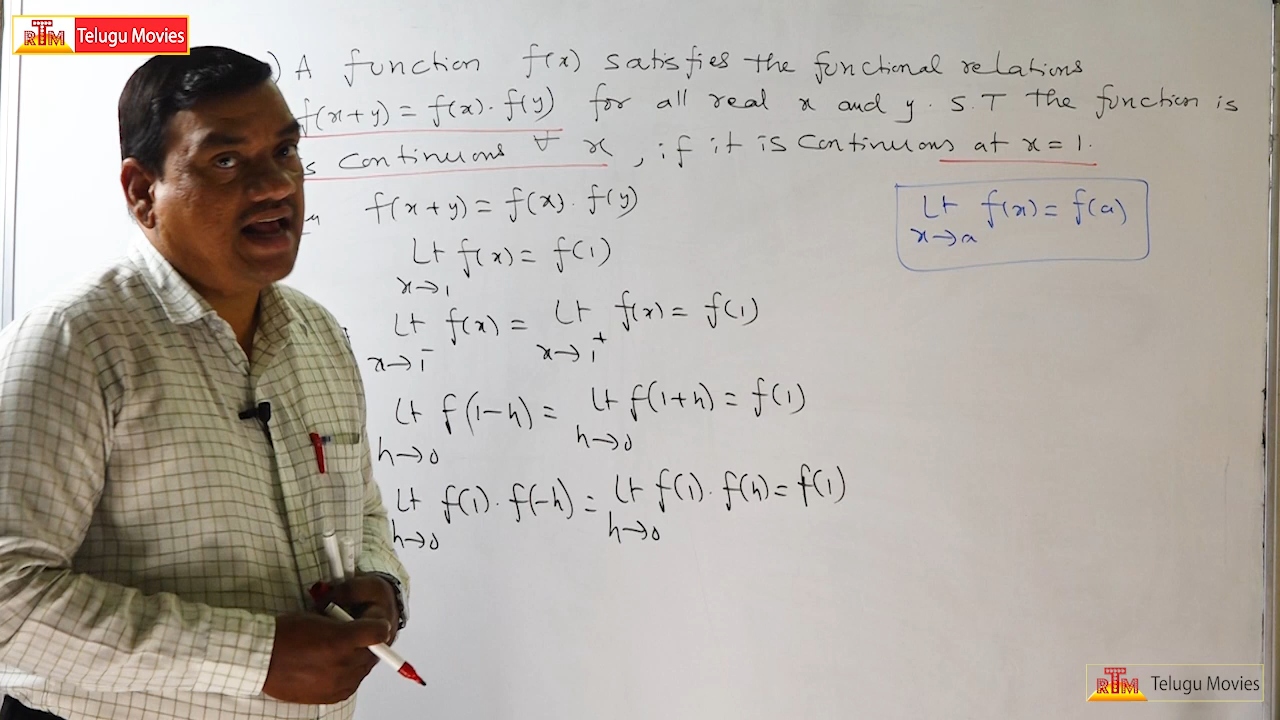 RTM Telugu Movies
) A function f(x) satisfies the functional relations
f(x+y) = f(x). f(y) for all real x and y. S.T the function is
s continuous ∀ x, if it is continuous at x = 1.
f(x+y) = f(x). f(y)
Lt f(x) = f(a)
x→a
Lt f(x) = f(1)
x→1
Lt f(x) = Lt f(x) = f(1)
x→1⁻ x→1⁺
Lt f(1-h) = Lt f(1+h) = f(1)
h→0 h→0
Lt f(1). f(-h) = Lt f(1). f(h) = f(1)
h→0 h→0
RTM Telugu Movies